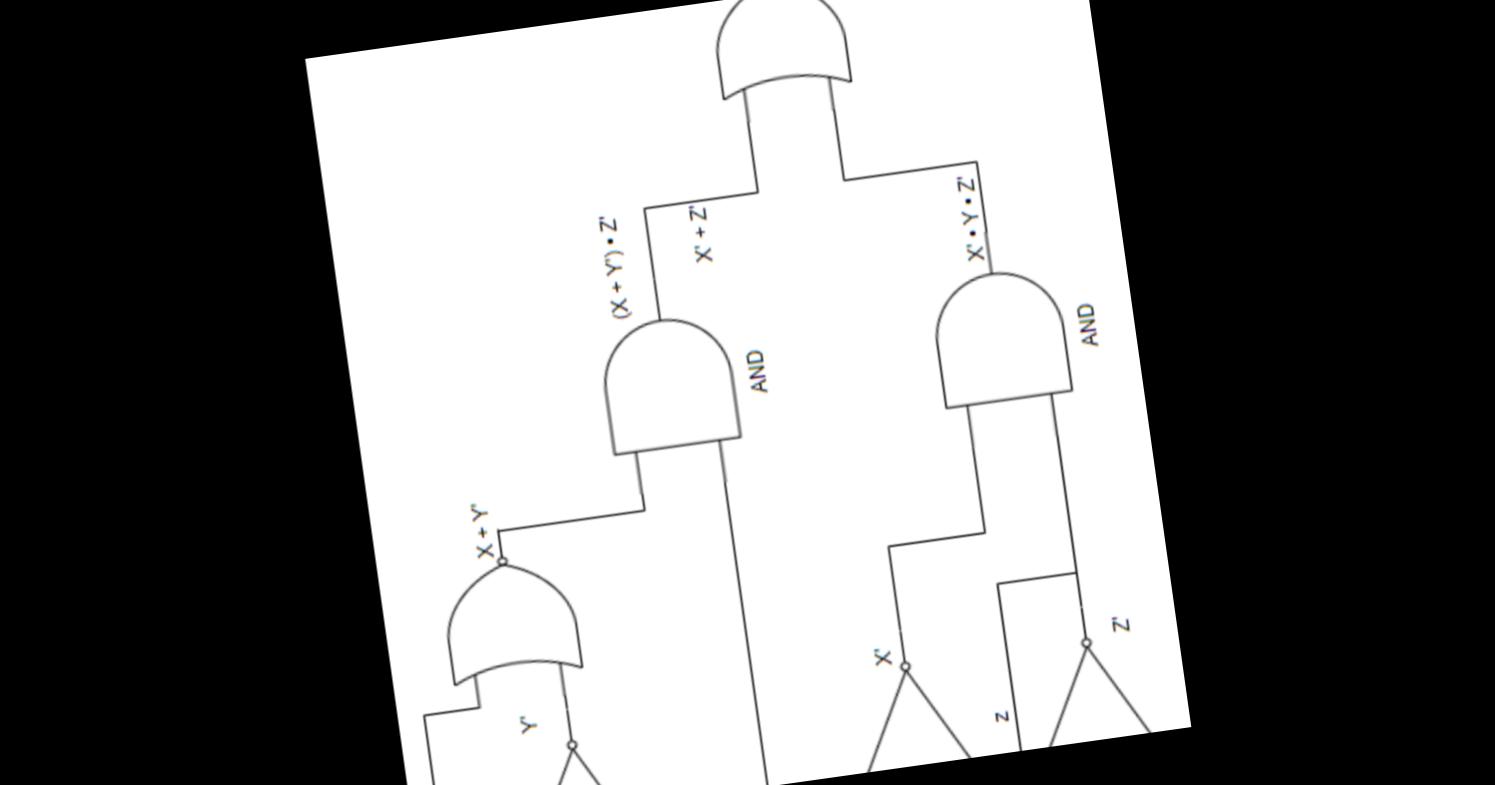 (X + Y') • Z'
X' + Z'
X' • Y • Z'
AND
AND
X + Y'
Y'
X'
Z
Z'